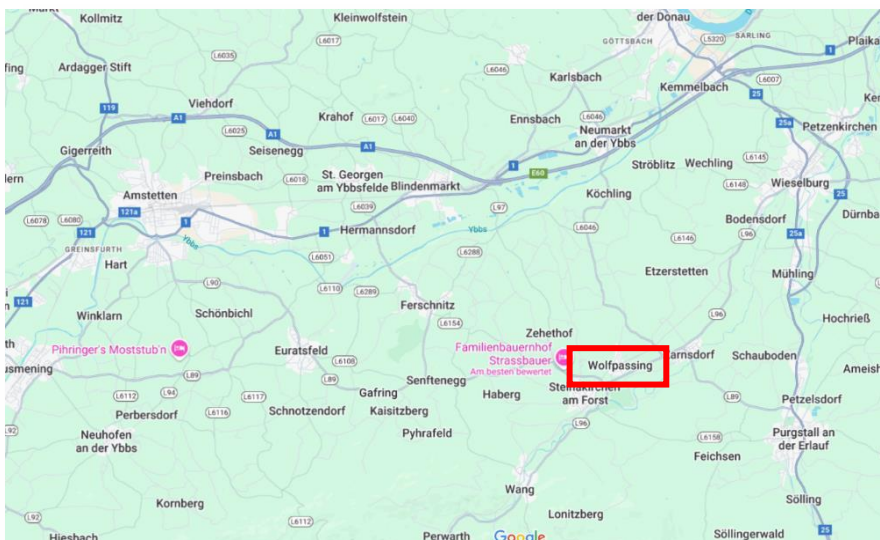 Kollmitz
Kleinwolfstein
der Donau
L6017
L6035
GÖTTSBACH
L5320
SARLING
1
Plaika
Ardagger Stift
L6046
Karlsbach
L6007
Kemmelbach
119
Viehdorf
A1
Krahof
L6017
L6040
Ennsbach
L6046
25
Neumarkt
an der Ybbs
25a
Petzenkirchen
L6025
A1
Seisenegg
A1
Gigerreith
1
Ströblitz
Wechling
L6145
Preinsbach
L6018
St. Georgen
am Ybbsfelde
Blindenmarkt
E60
L6148
Wieselburg
Amstetten
Köchling
25
121a
1
L6039
L97
Bodensdorf
L6078
L6080
121
1
Hermannsdorf
Ybbs
L6046
L96
25a
GREINSFURTH
Ybbs
L6051
L6288
L6146
Hart
L90
L6110
L6289
Etzerstetten
Mühling
121
Winklarn
Schönbichl
Ferschnitz
L96
Hochrieß
L6154
Zehethof
Pihringer's Moststub'n
Euratsfeld
L6108
Familienbauernhof
Strassbauer
Am besten bewertet
Wolfpassing
Schauboden
L89
L89
Senftenegg
Steinakirchen
am Forst
L6112
L94
L6117
Gafring
Haberg
L89
Petzelsdorf
Perbersdorf
L6116
Schnotzendorf
Kaisitzberg
L96
L92
Neuhofen
an der Ybbs
Pyhrafeld
L6158
Purgstall an
der Erlauf
Feichsen
Wang
Kornberg
Sölling
L92
L6112
Lonitzberg
Perwarth
Google
Söllingerwald
25